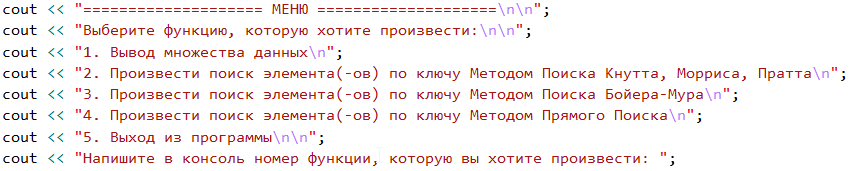 cout << "===================== МЕНЮ =====================\n\n";
cout << "Выберите функцию, которую хотите произвести:\n\n";
cout << "1. Вывод множества данных\n";
cout << "2. Произвести поиск элемента(-ов) по ключу Методом Поиска Кнутта, Морриса, Пратта\n";
cout << "3. Произвести поиск элемента(-ов) по ключу Методом Поиска Бойера-Мура\n";
cout << "4. Произвести поиск элемента(-ов) по ключу Методом Прямого Поиска\n";
cout << "5. Выход из программы\n\n";
cout << "Напишите в консоль номер функции, которую вы хотите произвести: ";